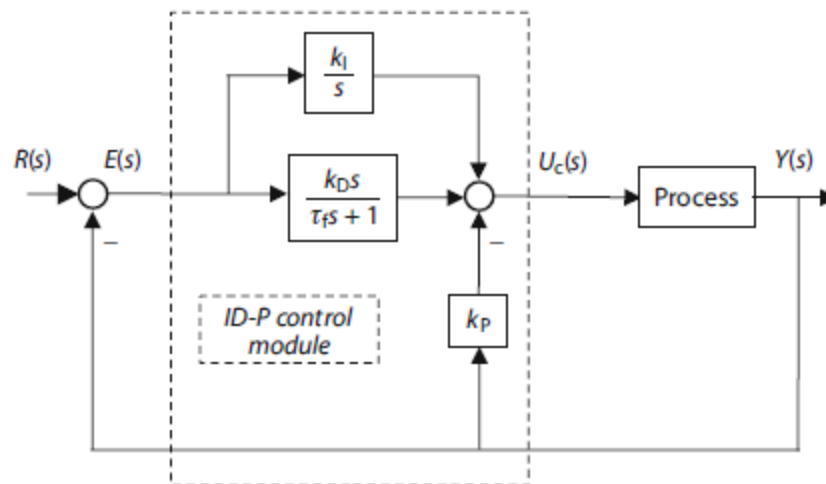 k_I
s
R(s)
E(s)
k_D s
τ_f s + 1
U_c(s)
Process
Y(s)
–
–
ID-P control
module
k_P